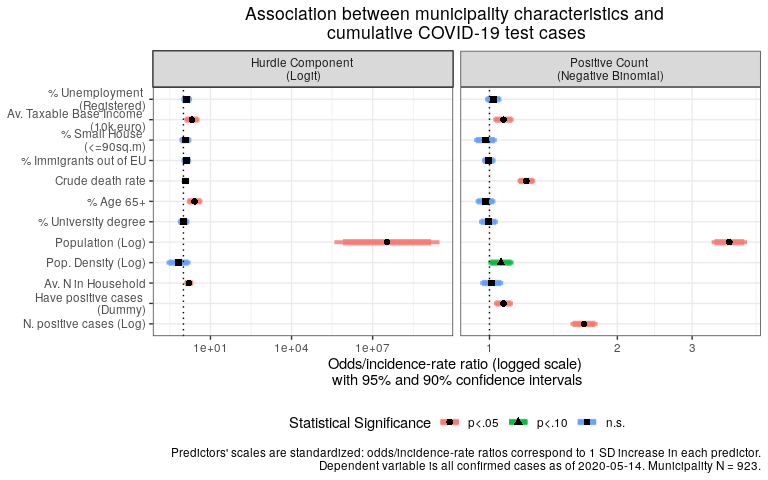 Association between municipality characteristics and
cumulative COVID-19 test cases
Hurdle Component
(Logit)
Positive Count
(Negative Binomial)
% Unemployment
(Registered)
Av. Taxable Base Income
(10k euro)
% Small House
(<=90sq.m)
% Immigrants out of EU
Crude death rate
% Age 65+
% University degree
Population (Log)
Pop. Density (Log)
Av. N in Household
Have positive cases
(Dummy)
N. positive cases (Log)
1e+01 1e+04 1e+07
1 2 3
Odds/incidence-rate ratio (logged scale)
with 95% and 90% confidence intervals
Statistical Significance p<.05 p<.10 n.s.
Predictors' scales are standardized: odds/incidence-rate ratios correspond to 1 SD increase in each predictor.
Dependent variable is all confirmed cases as of 2020-05-14. Municipality N = 923.